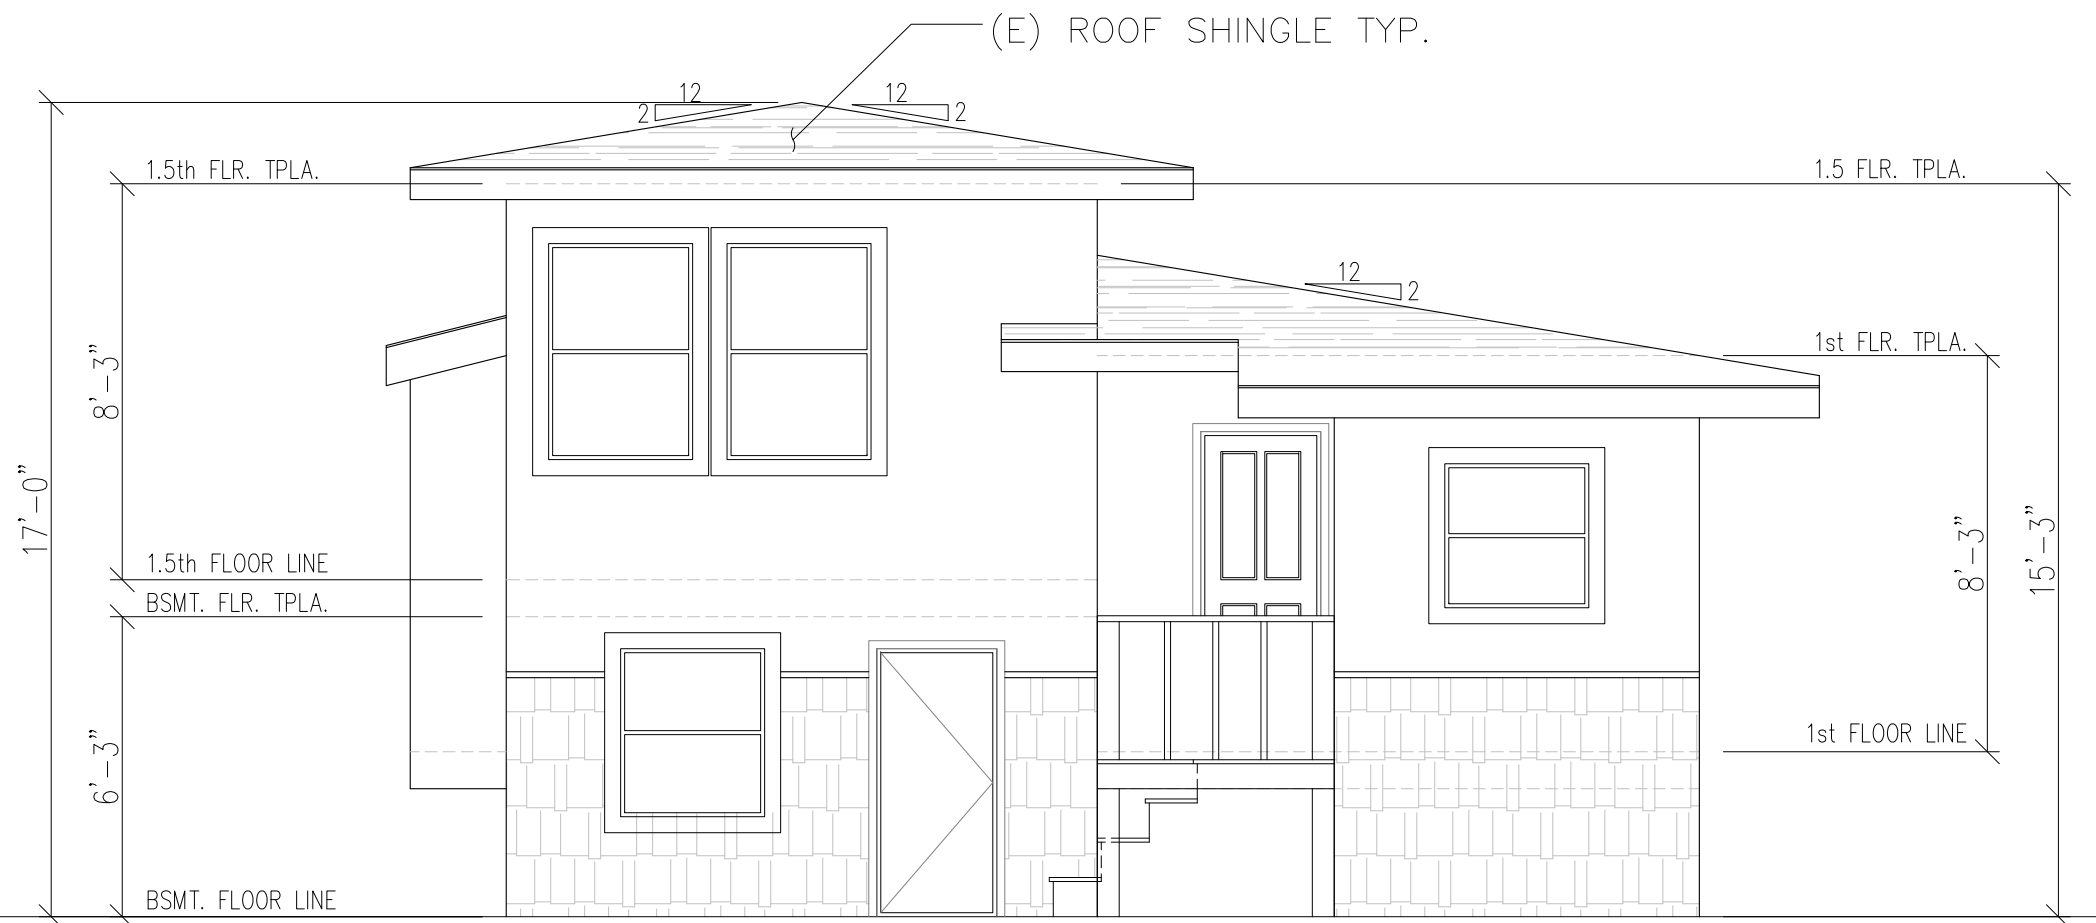 (E) ROOF SHINGLE TYP.
12
2
12
2
1.5th FLR. TPLA.
1.5 FLR. TPLA.
12
2
1st FLR. TPLA.
8'-3"
17'-0"
8'-3"
15'-3"
1.5th FLOOR LINE
BSMT. FLR. TPLA.
1st FLOOR LINE
6'-3"
BSMT. FLOOR LINE